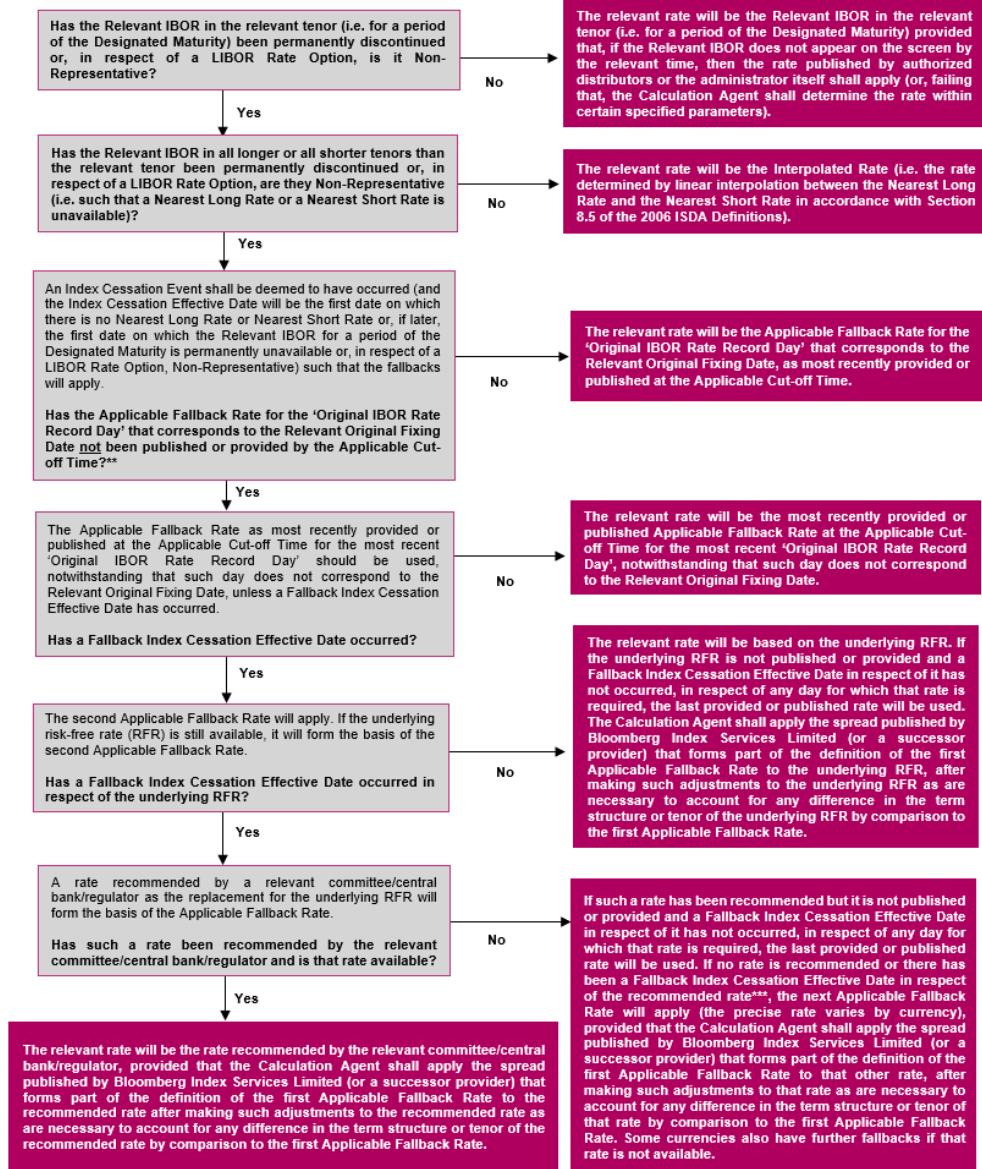 Has the Relevant IBOR in the relevant tenor (i.e. for a period
of the Designated Maturity) been permanently discontinued
or, in respect of a LIBOR Rate Option, is it Non-
Representative?
No
The relevant rate will be the Relevant IBOR in the relevant
tenor (i.e. for a period of the Designated Maturity) provided
that, if the Relevant IBOR does not appear on the screen by
the relevant time, then the rate published by authorized
distributors or the administrator itself shall apply (or, failing
that, the Calculation Agent shall determine the rate within
certain specified parameters).
Yes
Has the Relevant IBOR in all longer or all shorter tenors than
the relevant tenor been permanently discontinued or, in
respect of a LIBOR Rate Option, are they Non-Representative
(i.e. such that a Nearest Long Rate or a Nearest Short Rate is
unavailable)?
No
The relevant rate will be the Interpolated Rate (i.e. the rate
determined by linear interpolation between the Nearest Long
Rate and the Nearest Short Rate in accordance with Section
8.5 of the 2006 ISDA Definitions).
Yes
An Index Cessation Event shall be deemed to have occurred (and
the Index Cessation Effective Date will be the first date on which
there is no Nearest Long Rate or Nearest Short Rate or, if later,
the first date on which the Relevant IBOR for a period of the
Designated Maturity is permanently unavailable or, in respect of a
LIBOR Rate Option, Non-Representative) such that the fallbacks
will apply.
Has the Applicable Fallback Rate for the ‘Original IBOR Rate
Record Day’ that corresponds to the Relevant Original Fixing
Date not been published or provided by the Applicable Cut-
off Time?**
No
The relevant rate will be the Applicable Fallback Rate for the
‘Original IBOR Rate Record Day’ that corresponds to the
Relevant Original Fixing Date, as most recently provided or
published at the Applicable Cut-off Time.
Yes
The Applicable Fallback Rate as most recently provided or
published at the Applicable Cut-off Time for the most recent
‘Original IBOR Rate Record Day’ should be used,
notwithstanding that such day does not correspond to the
Relevant Original Fixing Date, unless a Fallback Index Cessation
Effective Date has occurred.
Has a Fallback Index Cessation Effective Date occurred?
No
The relevant rate will be the most recently provided or
published Applicable Fallback Rate at the Applicable Cut-
off Time for the most recent ‘Original IBOR Rate Record
Day’, notwithstanding that such day does not correspond
to the Relevant Original Fixing Date.
Yes
The second Applicable Fallback Rate will apply. If the underlying
risk-free rate (RFR) is still available, it will form the basis of the
second Applicable Fallback Rate.
Has a Fallback Index Cessation Effective Date occurred in
respect of the underlying RFR?
No
The relevant rate will be based on the underlying RFR. If
the underlying RFR is not published or provided and a
Fallback Index Cessation Effective Date in respect of it has
not occurred, in respect of any day for which that rate is
required, the last provided or published rate will be used.
The Calculation Agent shall apply the spread published by
Bloomberg Index Services Limited (or a successor
provider) that forms part of the definition of the first
Applicable Fallback Rate to the underlying RFR, after
making such adjustments to the underlying RFR as are
necessary to account for any difference in the term
structure or tenor of the underlying RFR by comparison to
the first Applicable Fallback Rate.
Yes
A rate recommended by a relevant committee/central
bank/regulator as the replacement for the underlying RFR will
form the basis of the Applicable Fallback Rate.
Has such a rate been recommended by the relevant
committee/central bank/regulator and is that rate available?
No
If such a rate has been recommended but it is not published
or provided and a Fallback Index Cessation Effective Date
in respect of it has not occurred, in respect of any day for
which that rate is required, the last provided or published
rate will be used. If no rate is recommended or there has
been a Fallback Index Cessation Effective Date in respect
of the recommended rate***, the next Applicable Fallback
Rate will apply (the precise rate varies by currency),
provided that the Calculation Agent shall apply the spread
published by Bloomberg Index Services Limited (or a
successor provider) that forms part of the definition of the
first Applicable Fallback Rate to that other rate, after
making such adjustments to that rate as are necessary to
account for any difference in the term structure or tenor of
that rate by comparison to the first Applicable Fallback
Rate. Some currencies also have further fallbacks if that
rate is not available.
Yes
The relevant rate will be the rate recommended by the relevant committee/central
bank/regulator, provided that the Calculation Agent shall apply the spread
published by Bloomberg Index Services Limited (or a successor provider) that
forms part of the definition of the first Applicable Fallback Rate to the
recommended rate after making such adjustments to the recommended rate as
are necessary to account for any difference in the term structure or tenor of the
recommended rate by comparison to the first Applicable Fallback Rate.